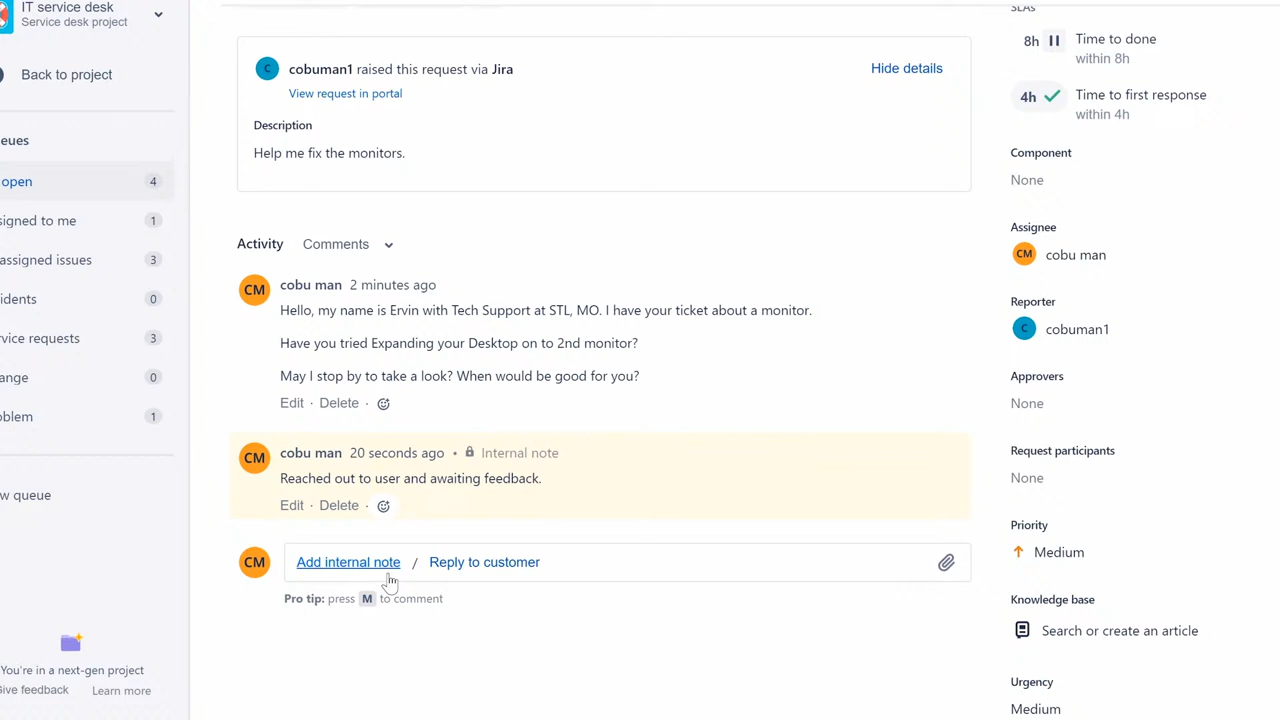 IT service desk
Service desk project
Back to project
eues
open
4
signed to me
1
assigned issues
3
idents
0
rvice requests
3
ange
0
oblem
1
w queue
You're in a next-gen project
Give feedback
Learn more
C
cobuman1 raised this request via Jira
Hide details
View request in portal
Description
Help me fix the monitors.
Activity
Comments
CM
cobu man 2 minutes ago
Hello, my name is Ervin with Tech Support at STL, MO. I have your ticket about a monitor.
Have you tried Expanding your Desktop on to 2nd monitor?
May I stop by to take a look? When would be good for you?
Edit · Delete ·
CM
cobu man 20 seconds ago • Internal note
Reached out to user and awaiting feedback.
Edit · Delete ·
CM
Add internal note / Reply to customer
Pro tip: press M to comment
SLAs
8h
Time to done
within 8h
4h
Time to first response
within 4h
Component
None
Assignee
CM
cobu man
Reporter
C
cobuman1
Approvers
None
Request participants
None
Priority
Medium
Knowledge base
Search or create an article
Urgency
Medium